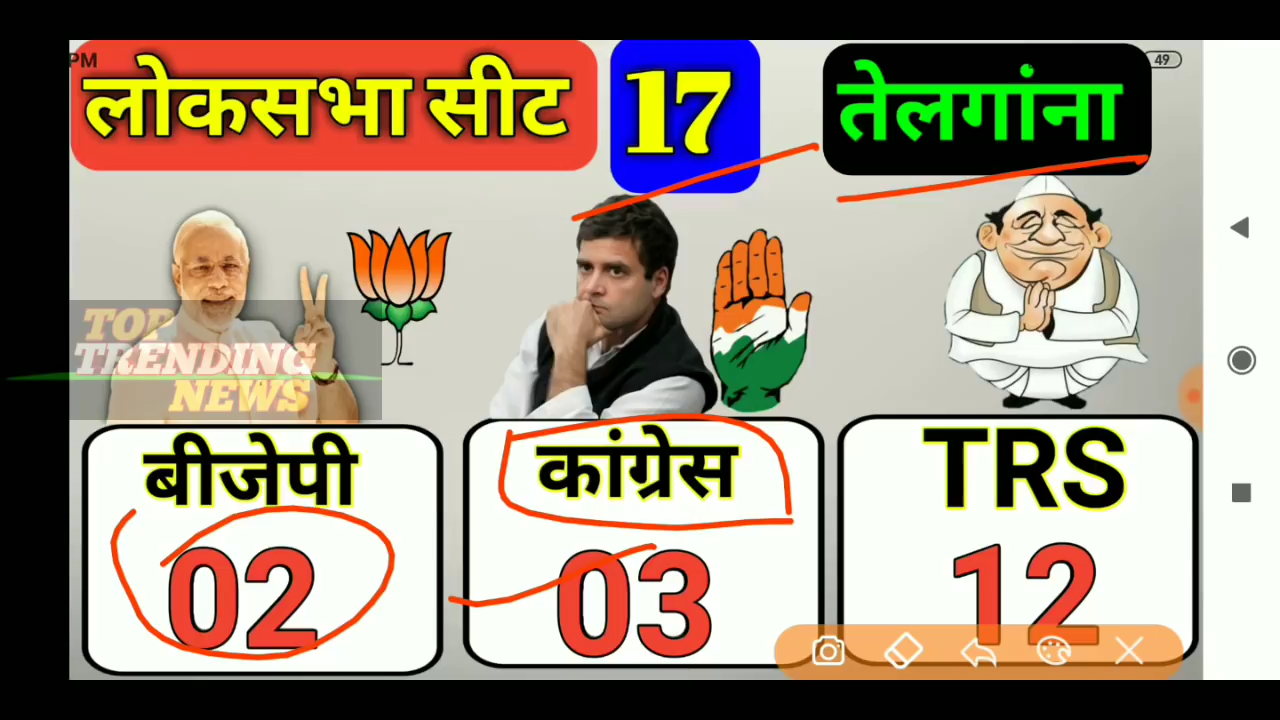 PM
49
लोकसभा सीट
17
तेलगांना
TOP
TRENDING
NEWS
बीजेपी
कांग्रेस
TRS
02
03
12